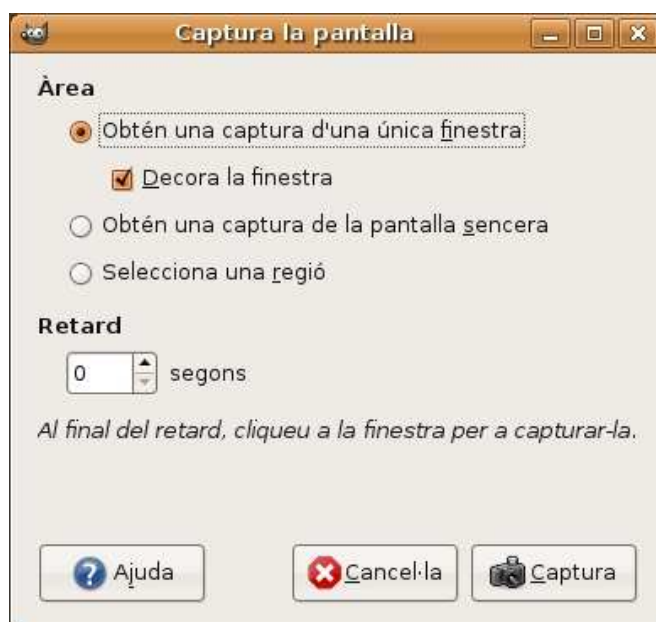 Captura la pantalla
Àrea
Obtén una captura d'una única finestra
Decora la finestra
Obtén una captura de la pantalla sencera
Selecciona una regió
Retard
0 segons
Al final del retard, cliqueu a la finestra per a capturar-la.
Ajuda Cancel·la Captura